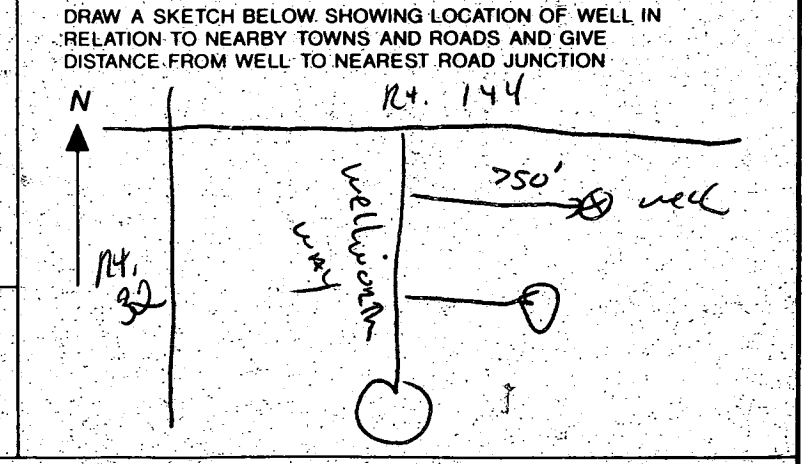 DRAW A SKETCH BELOW SHOWING LOCATION OF WELL IN
RELATION TO NEARBY TOWNS AND ROADS AND GIVE
DISTANCE FROM WELL TO NEAREST ROAD JUNCTION
N
Rt. 144
750'
well
Wellworth
way
Rt.
32